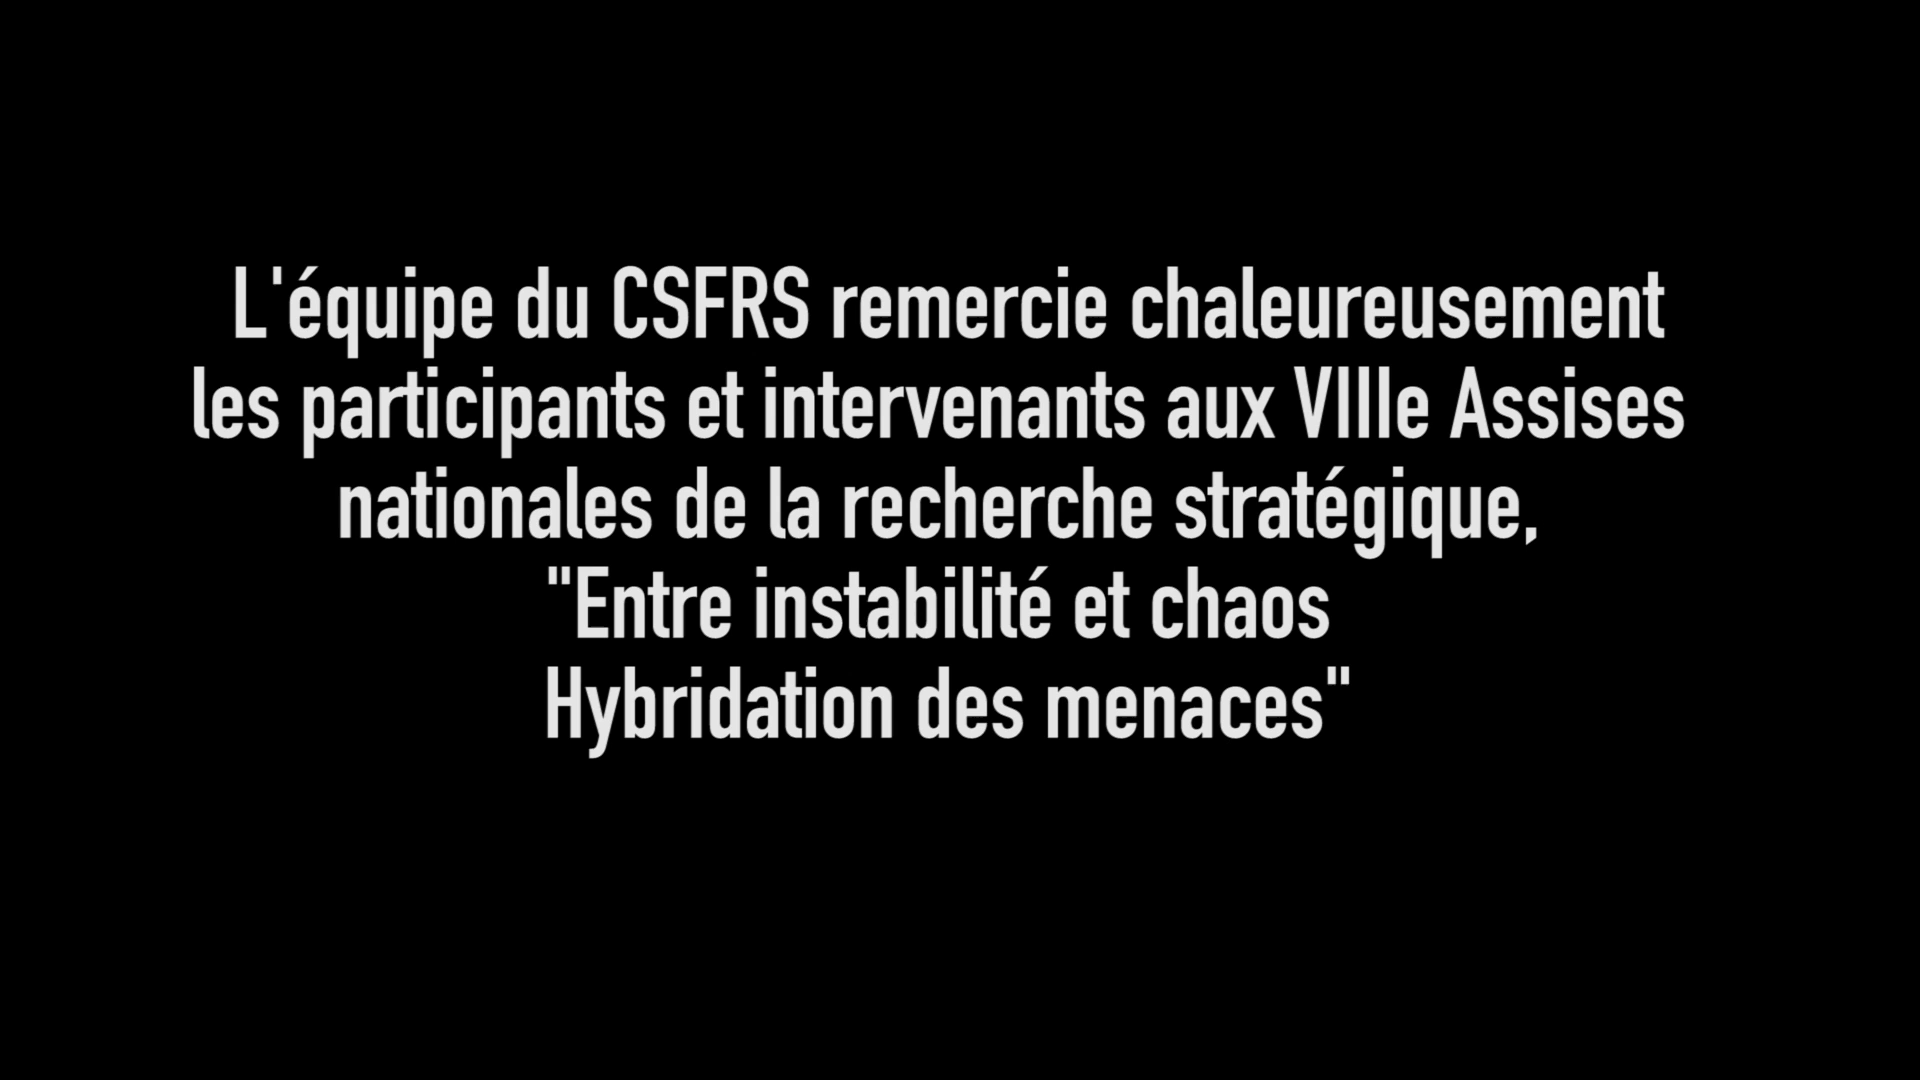 L'équipe du CSFRS remercie chaleureusement
les participants et intervenants aux VIIIe Assises
nationales de la recherche stratégique,
"Entre instabilité et chaos
Hybridation des menaces"